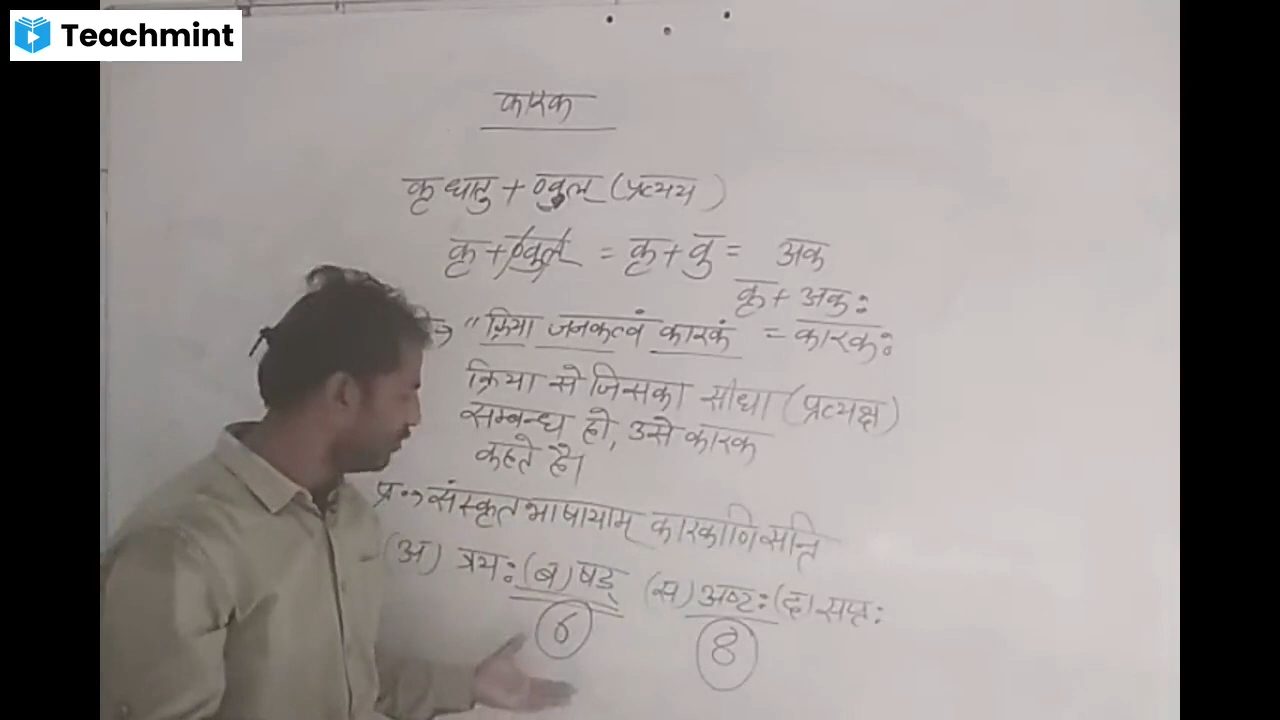 Teachmint
कारक
कृ धातु + ण्वुल (प्रत्यय)
कृ + ण्वुल = कृ + वु = अक
कृ + अकः
→ " क्रिया जनकत्वं कारकं = कारकः
क्रिया से जिसका सीधा (प्रत्यक्ष)
सम्बन्ध हो, उसे कारक
कहते है।
प्र.→ संस्कृत भाषायाम् कारकाणि सन्ति
(अ) त्रयः (ब) षड् (स) अष्टः (द) सप्तः
6 8